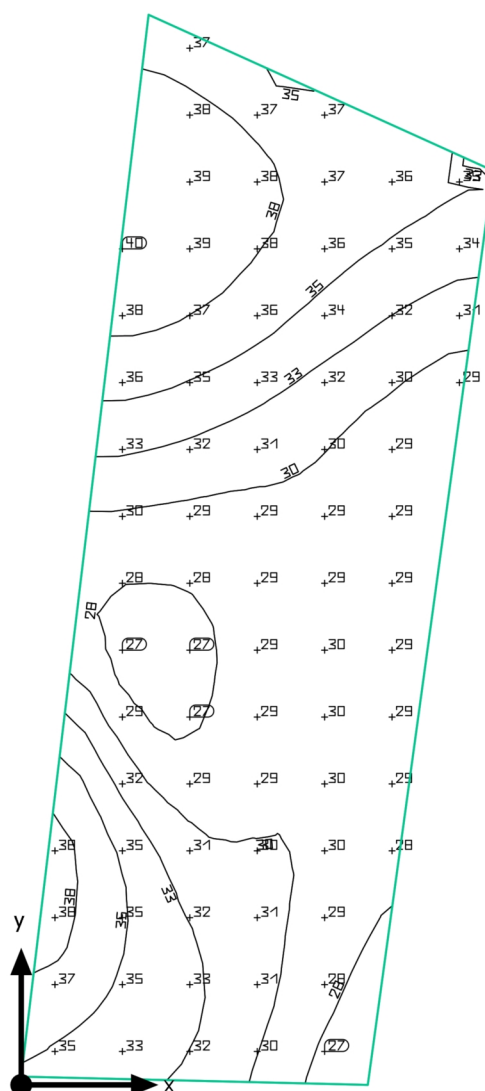 37
35
38 37 37
39 38 37 36 33
38
40 39 38 36 35 34
35
38 37 36 34 32 31
33
36 35 33 32 30 29
33 32 31 30 29
30
30 29 29 29 29
28 28 29 29 29
28
27 27 29 30 29
29 27 29 30 29
32 29 29 30 29
38 35 31 30 30 28
33
38
38 35 32 31 29
35
37 35 33 31 28
28
35 33 32 30 27
y
x